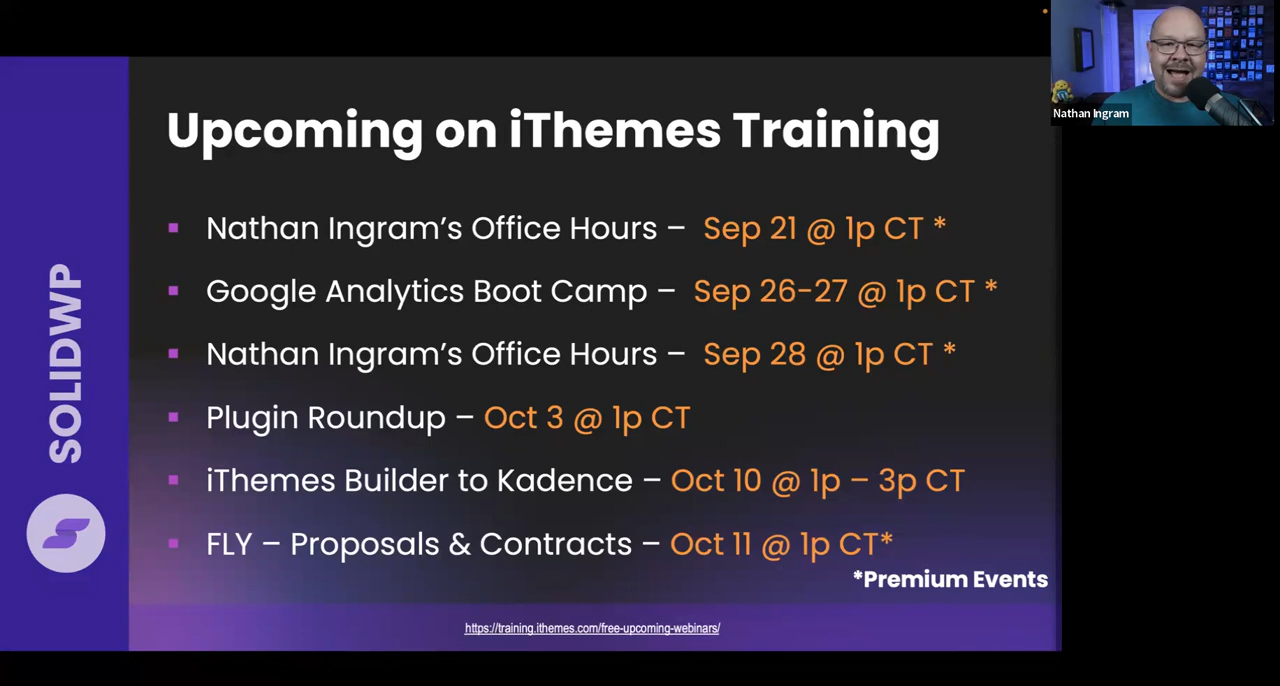 Upcoming on iThemes Training
▪ Nathan Ingram’s Office Hours – Sep 21 @ 1p CT *
▪ Google Analytics Boot Camp – Sep 26-27 @ 1p CT *
▪ Nathan Ingram’s Office Hours – Sep 28 @ 1p CT *
▪ Plugin Roundup – Oct 3 @ 1p CT
▪ iThemes Builder to Kadence – Oct 10 @ 1p – 3p CT
▪ FLY – Proposals & Contracts – Oct 11 @ 1p CT*
*Premium Events
https://training.ithemes.com/free-upcoming-webinars/
SOLIDWP
Nathan Ingram